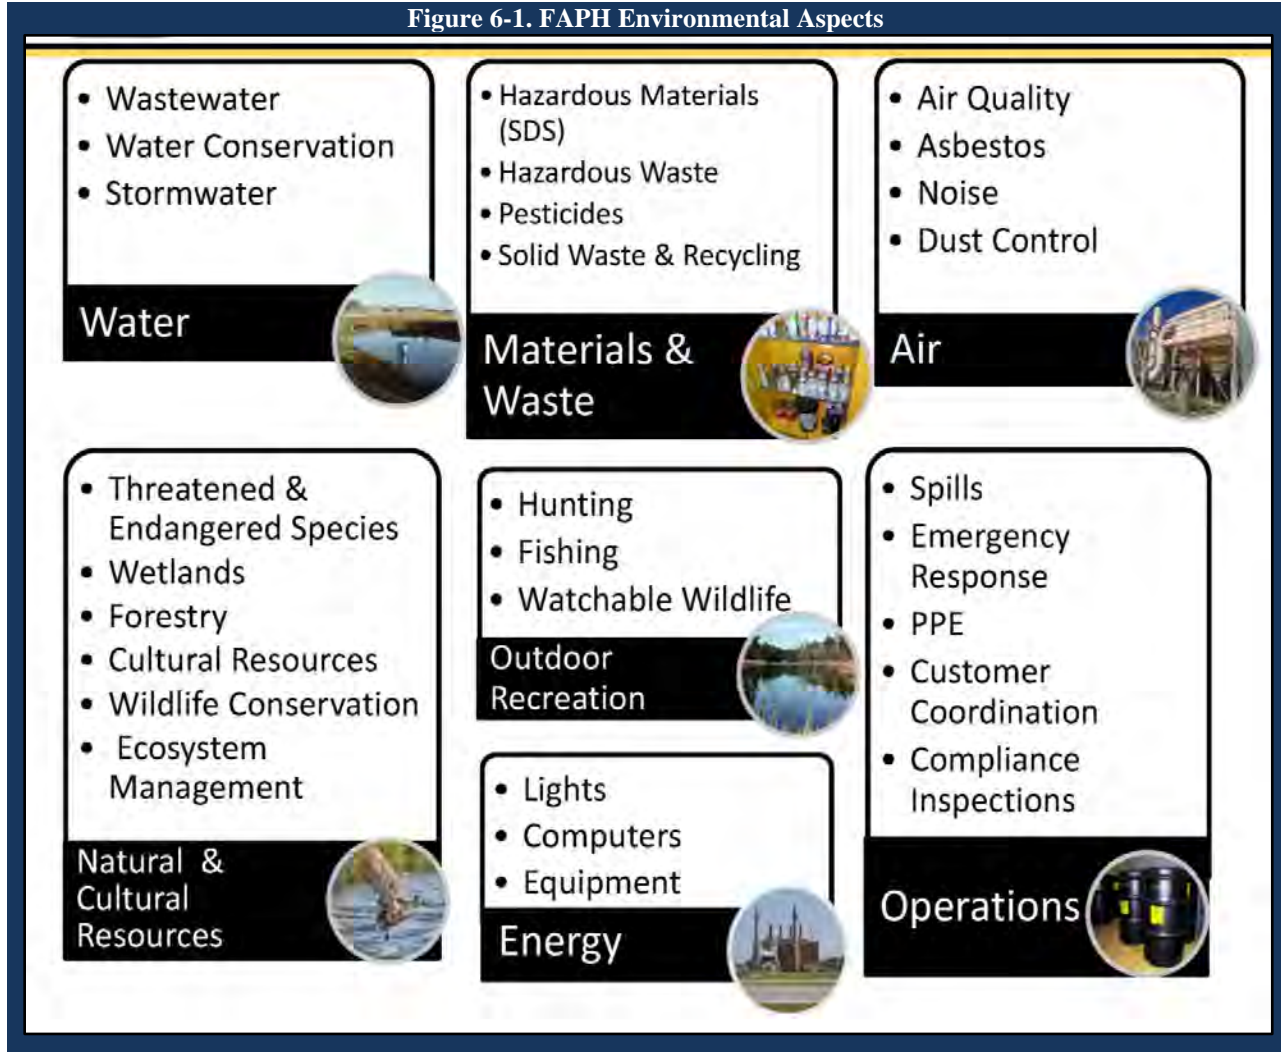 Figure 6-1. FAPH Environmental Aspects
• Wastewater
• Water Conservation
• Stormwater
Water
• Hazardous Materials
(SDS)
• Hazardous Waste
• Pesticides
• Solid Waste & Recycling
Materials &
Waste
• Air Quality
• Asbestos
• Noise
• Dust Control
Air
• Threatened &
Endangered Species
• Wetlands
• Forestry
• Cultural Resources
• Wildlife Conservation
• Ecosystem
Management
Natural &
Cultural
Resources
• Hunting
• Fishing
• Watchable Wildlife
Outdoor
Recreation
• Lights
• Computers
• Equipment
Energy
• Spills
• Emergency
Response
• PPE
• Customer
Coordination
• Compliance
Inspections
Operations